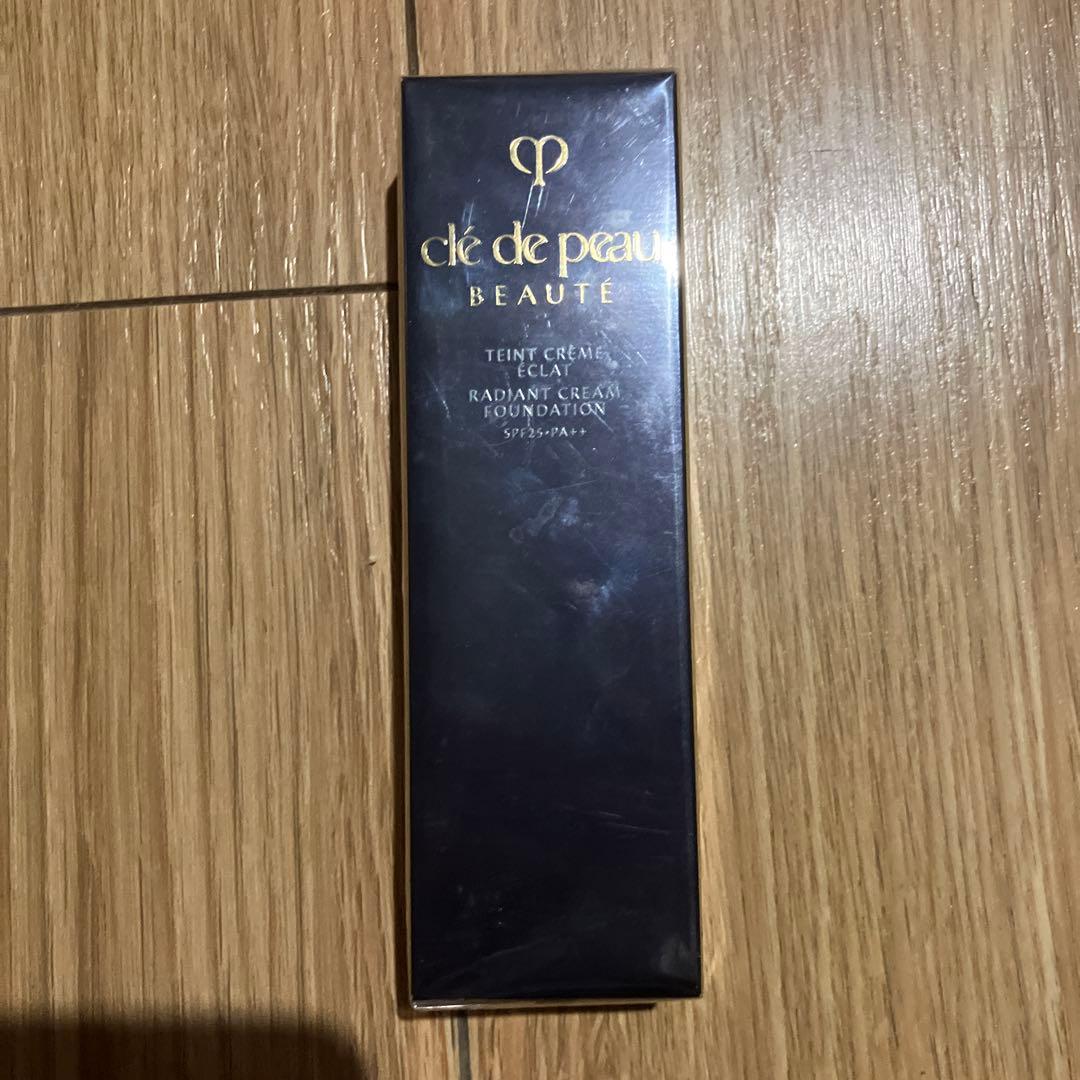 clé de peau
BEAUTÉ
TEINT CRÈME
ÉCLAT
RADIANT CREAM
FOUNDATION
SPF25•PA++